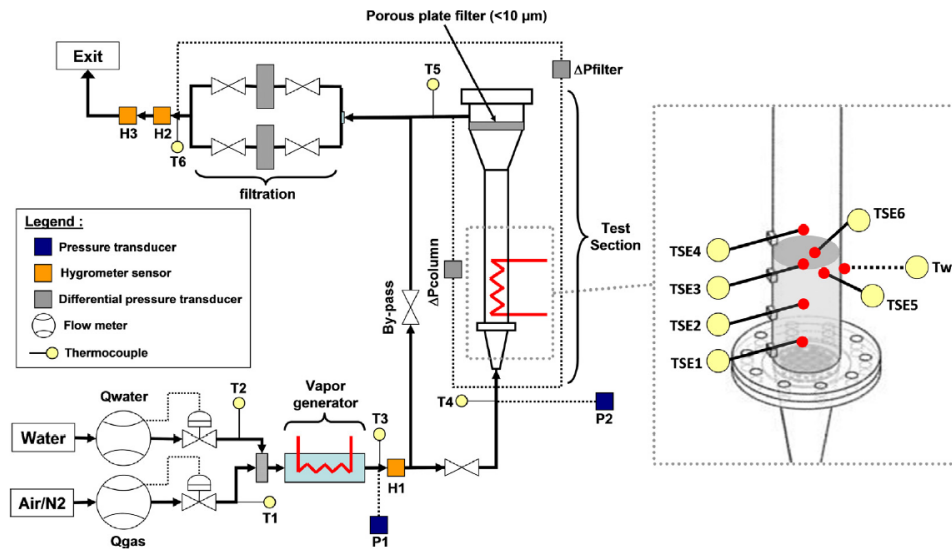 Porous plate filter (<10 µm)
Exit
T5
ΔPfilter
H3
H2
T6
filtration
Legend :
Pressure transducer
Hygrometer sensor
Differential pressure transducer
Flow meter
Thermocouple
By-pass
ΔPcolumn
Test
Section
TSE6
TSE4
Tw
TSE3
TSE5
TSE2
TSE1
Qwater
T2
Vapor
generator
T3
T4
P2
Water
H1
Air/N2
T1
Qgas
P1